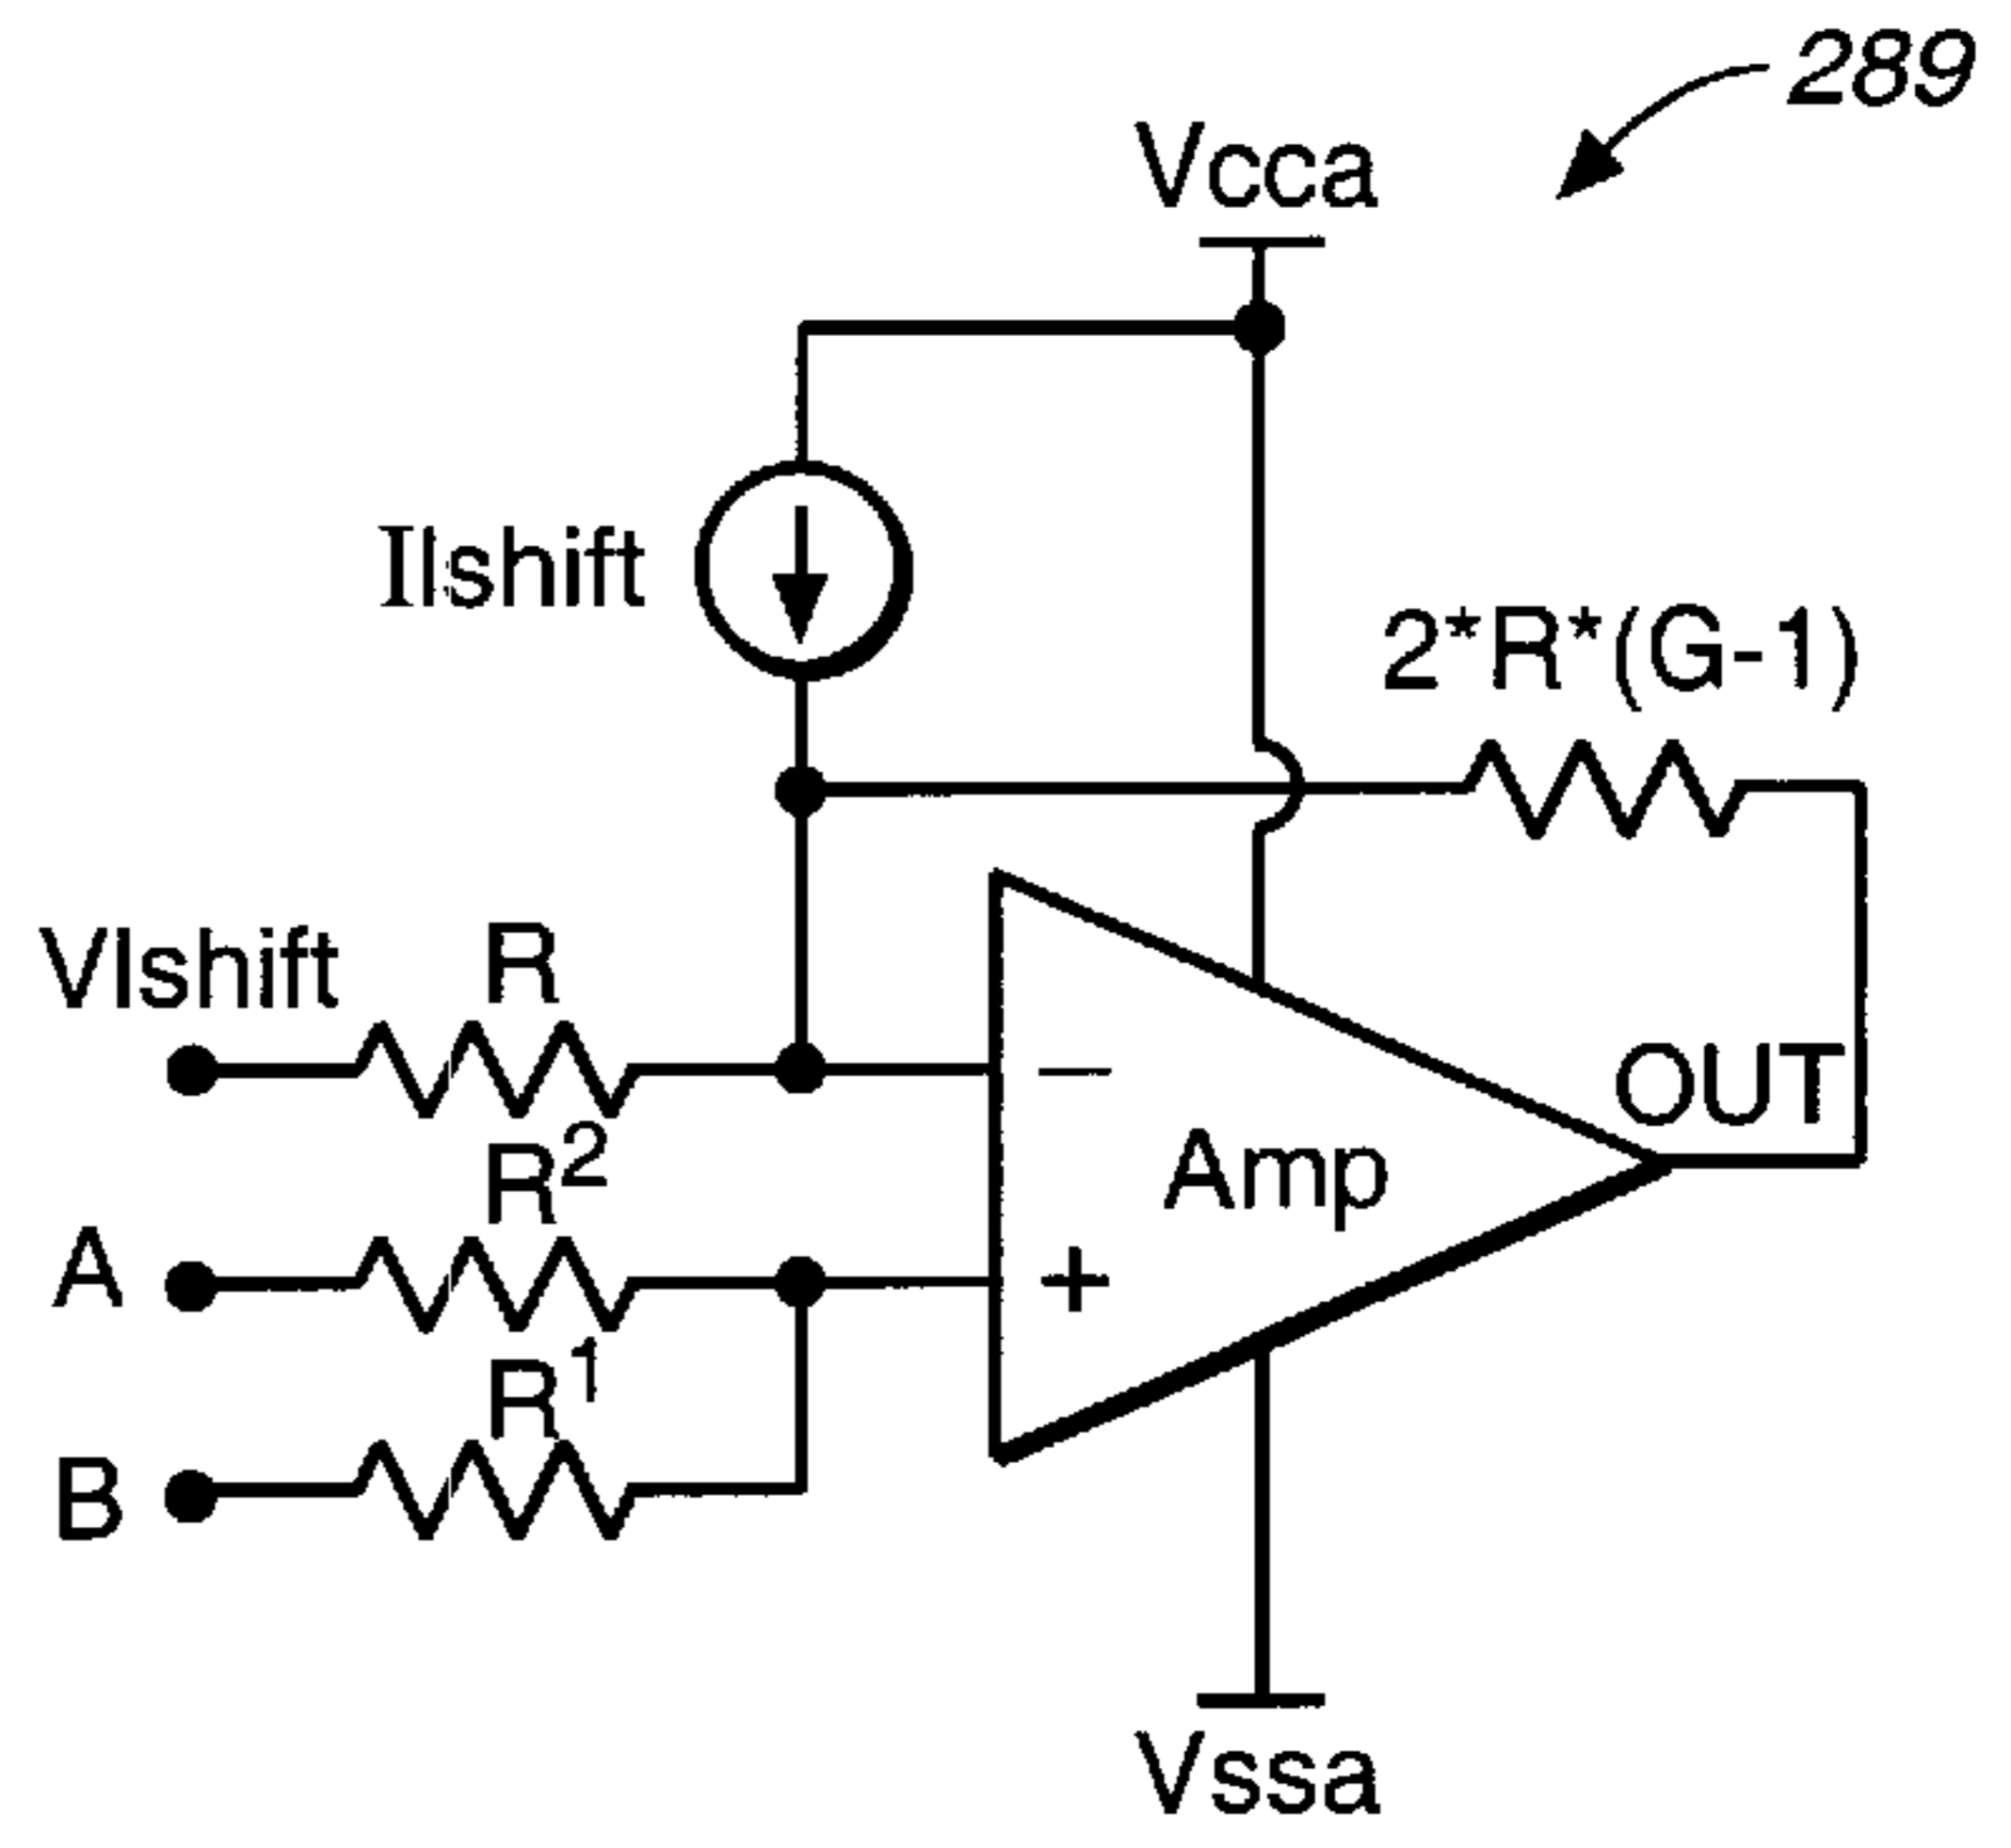 289
Vcca
Ilshift
2*R*(G-1)
Vlshift
R
R2
A
R1
B
−
+
Amp
OUT
Vssa